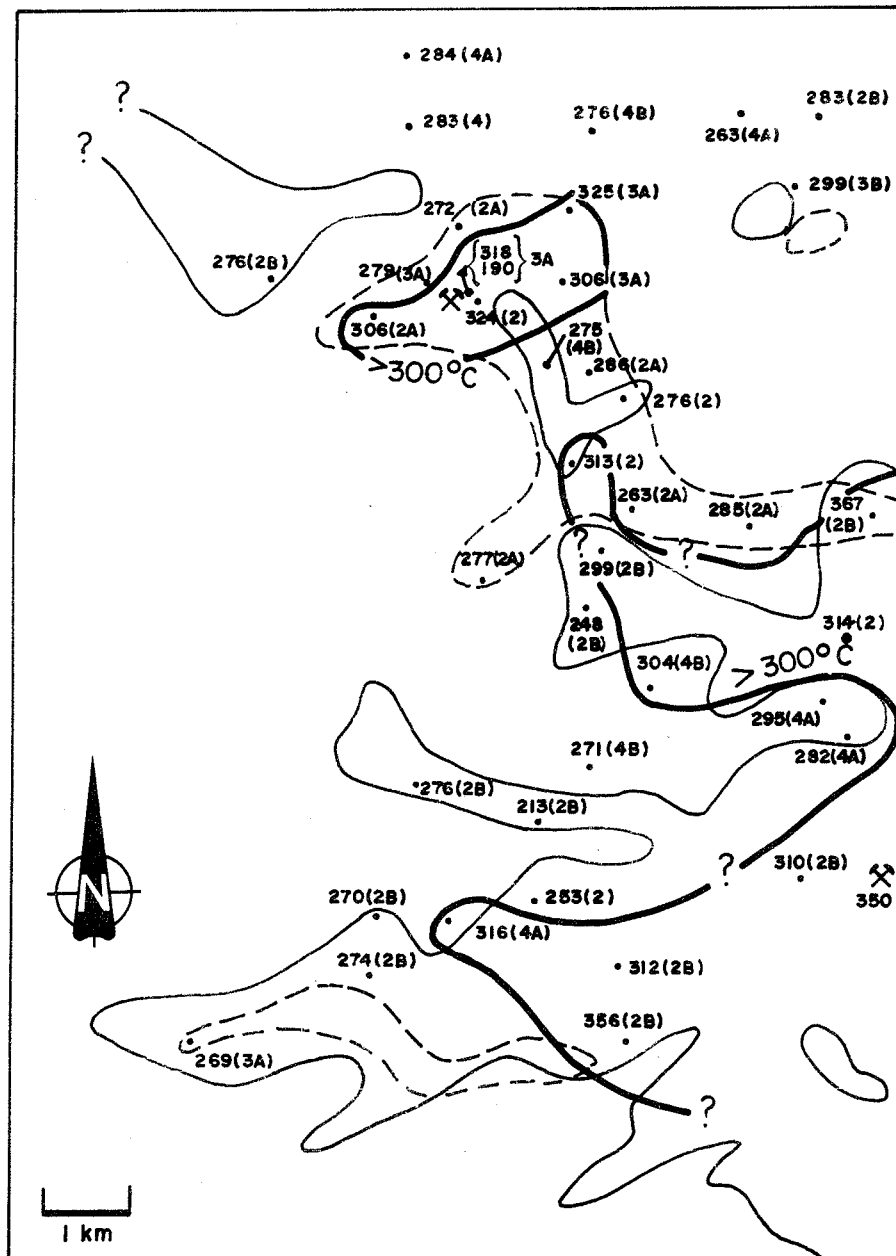 284(4A)
?
283(4)
276(4B)
263(4A)
283(2B)
?
299(3B)
325(3A)
272 (2A)
276(2B)
279(3A)
318
190
3A
306(3A)
324(2)
306(2A)
275
(4B)
>300°C
286(2A)
276(2)
313(2)
263(2A)
285(2A)
367
(2B)
?
?
299(2B)
277(2A)
248
(2B)
314(2)
304(4B)
>300°C
295(4A)
282(4A)
271(4B)
276(2B)
213(2B)
?
310(2B)
350
N
270(2B)
253(2)
316(4A)
274(2B)
312(2B)
356(2B)
269(3A)
?
1 km